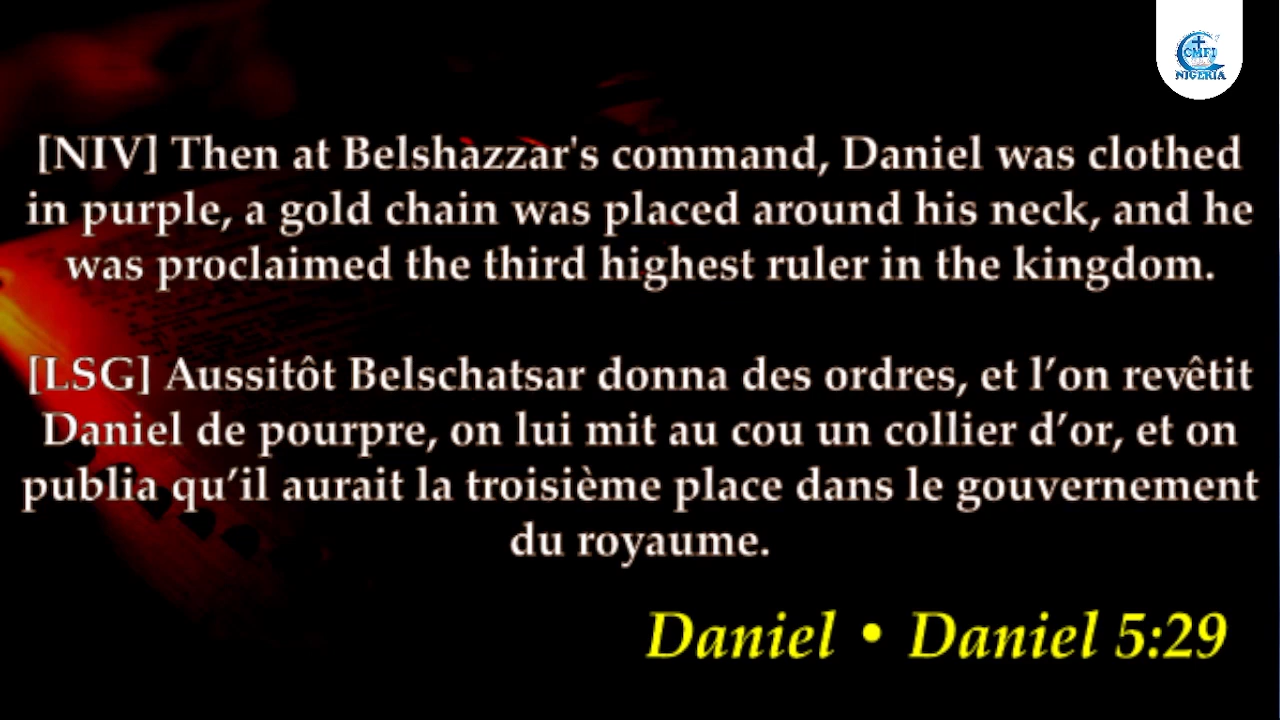 CMFI
NIGERIA
[NIV] Then at Belshazzar's command, Daniel was clothed
in purple, a gold chain was placed around his neck, and he
was proclaimed the third highest ruler in the kingdom.
[LSG] Aussitôt Belschatsar donna des ordres, et l’on revêtit
Daniel de pourpre, on lui mit au cou un collier d’or, et on
publia qu’il aurait la troisième place dans le gouvernement
du royaume.
Daniel • Daniel 5:29